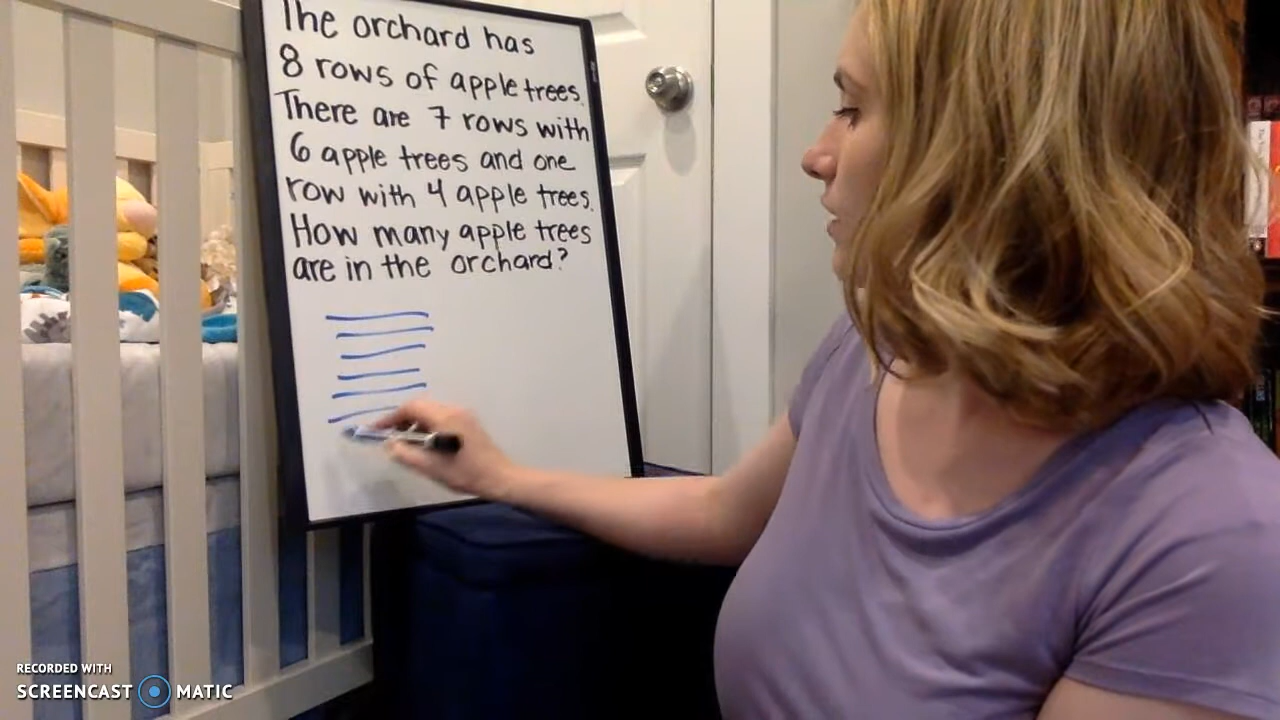 The orchard has
8 rows of apple trees.
There are 7 rows with
6 apple trees and one
row with 4 apple trees.
How many apple trees
are in the orchard?
RECORDED WITH
SCREENCAST MATIC